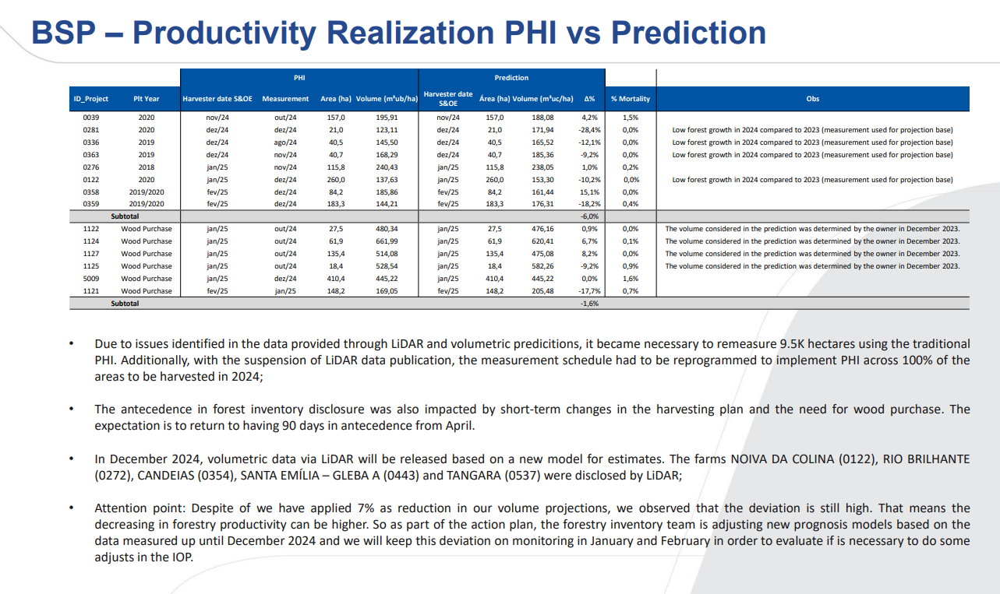 BSP – Productivity Realization PHI vs Prediction
PHI Prediction
ID_Project Plt Year Harvester date S&OE Measurement Area (ha) Volume (m³ub/ha) Harvester date S&OE Área (ha) Volume (m³uc/ha) Δ% % Mortality Obs
0039 2020 nov/24 out/24 157,0 195,91 nov/24 157,0 188,08 4,2% 1,5%
0281 2020 dez/24 dez/24 21,0 123,11 dez/24 21,0 171,94 -28,4% 0,0% Low forest growth in 2024 compared to 2023 (measurement used for projection base)
0336 2019 dez/24 ago/24 40,5 145,50 dez/24 40,5 165,52 -12,1% 0,0% Low forest growth in 2024 compared to 2023 (measurement used for projection base)
0363 2019 dez/24 nov/24 40,7 168,29 dez/24 40,7 185,36 -9,2% 0,0% Low forest growth in 2024 compared to 2023 (measurement used for projection base)
0276 2018 jan/25 nov/24 115,8 240,43 jan/25 115,8 238,05 1,0% 0,2%
0122 2020 jan/25 dez/24 260,0 137,63 jan/25 260,0 153,30 -10,2% 0,0% Low forest growth in 2024 compared to 2023 (measurement used for projection base)
0358 2019/2020 fev/25 dez/24 84,2 185,86 fev/25 84,2 161,44 15,1% 0,0%
0359 2019/2020 fev/25 dez/24 183,3 144,21 fev/25 183,3 176,31 -18,2% 0,4%
Subtotal -6,0%
1122 Wood Purchase jan/25 out/24 27,5 480,34 jan/25 27,5 476,16 0,9% 0,0% The volume considered in the prediction was determined by the owner in December 2023.
1124 Wood Purchase jan/25 out/24 61,9 661,99 jan/25 61,9 620,41 6,7% 0,1% The volume considered in the prediction was determined by the owner in December 2023.
1127 Wood Purchase jan/25 out/24 135,4 514,08 jan/25 135,4 475,08 8,2% 0,0% The volume considered in the prediction was determined by the owner in December 2023.
1125 Wood Purchase jan/25 out/24 18,4 528,54 jan/25 18,4 582,26 -9,2% 0,9% The volume considered in the prediction was determined by the owner in December 2023.
5009 Wood Purchase jan/25 dez/24 410,4 445,22 jan/25 410,4 445,22 0,0% 1,6%
1121 Wood Purchase fev/25 jan/25 148,2 169,05 fev/25 148,2 205,48 -17,7% 0,7%
Subtotal -1,6%
• Due to issues identified in the data provided through LiDAR and volumetric predicitions, it became necessary to remeasure 9.5K hectares using the traditional
PHI. Additionally, with the suspension of LiDAR data publication, the measurement schedule had to be reprogrammed to implement PHI across 100% of the
areas to be harvested in 2024;
• The antecedence in forest inventory disclosure was also impacted by short-term changes in the harvesting plan and the need for wood purchase. The
expectation is to return to having 90 days in antecedence from April.
• In December 2024, volumetric data via LiDAR will be released based on a new model for estimates. The farms NOIVA DA COLINA (0122), RIO BRILHANTE
(0272), CANDEIAS (0354), SANTA EMÍLIA – GLEBA A (0443) and TANGARA (0537) were disclosed by LiDAR;
• Attention point: Despite of we have applied 7% as reduction in our volume projections, we observed that the deviation is still high. That means the
decreasing in forestry productivity can be higher. So as part of the action plan, the forestry inventory team is adjusting new prognosis models based on the
data measured up until December 2024 and we will keep this deviation on monitoring in January and February in order to evaluate if is necessary to do some
adjusts in the IOP.